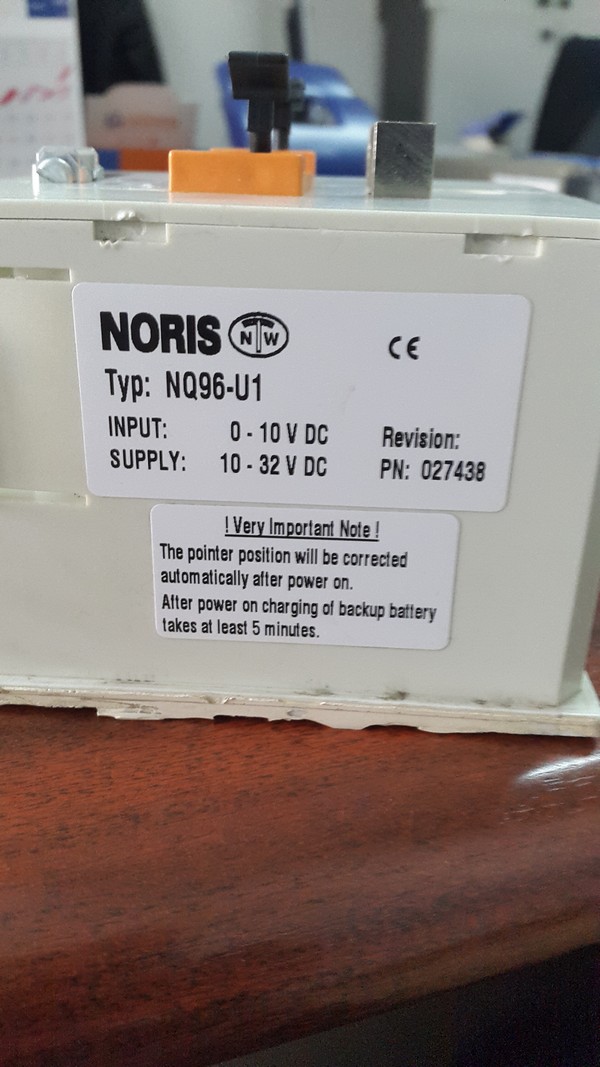 NORIS NTW
CE
Typ: NQ96-U1
INPUT: 0 - 10 V DC
SUPPLY: 10 - 32 V DC
Revision:
PN: 027438
! Very Important Note !
The pointer position will be corrected
automatically after power on.
After power on charging of backup battery
takes at least 5 minutes.